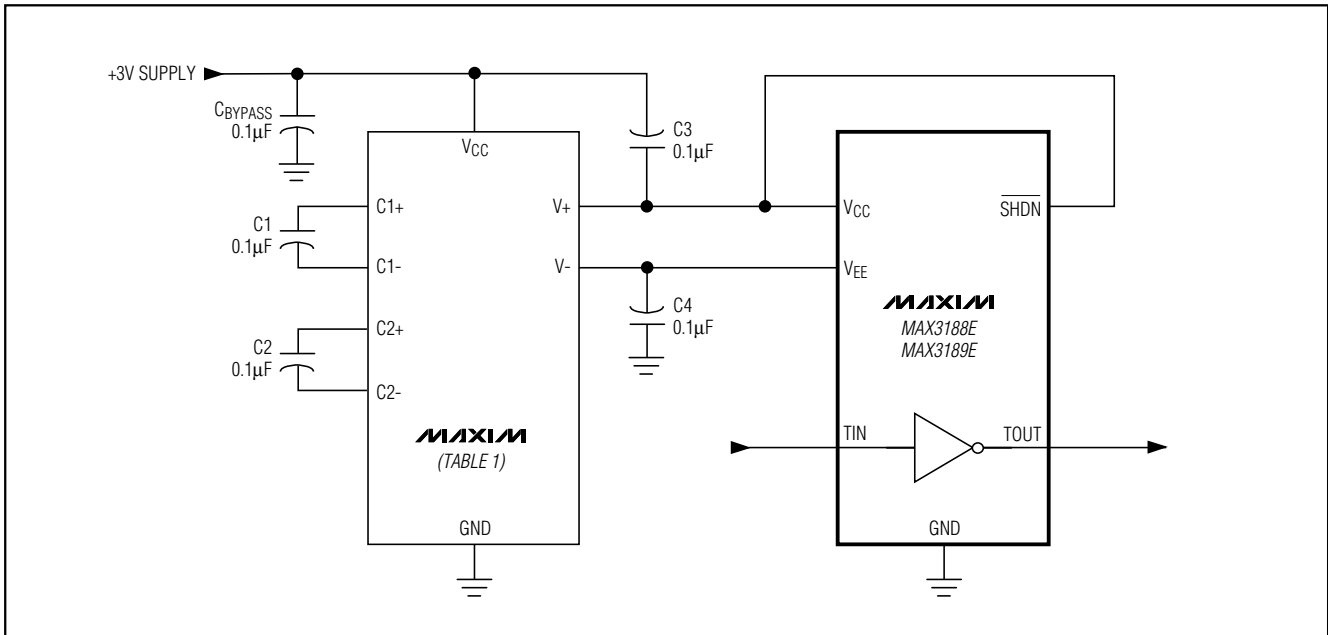 +3V SUPPLY
CBYPASS
0.1µF
VCC
C3
0.1µF
C1+
V+
VCC
SHDN
C1
0.1µF
C1-
V-
VEE
C4
0.1µF
MAXIM
MAX3188E
MAX3189E
C2+
C2
0.1µF
C2-
MAXIM
(TABLE 1)
TIN
TOUT
GND
GND